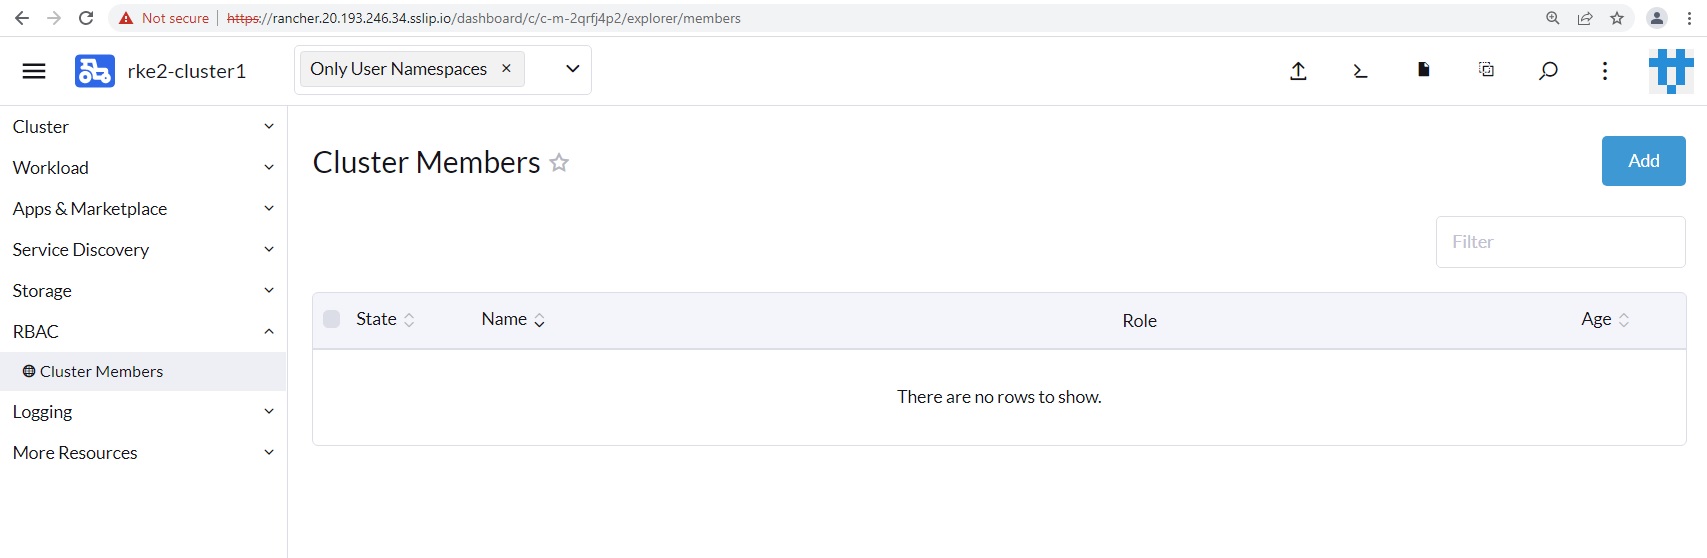 Not secure | https://rancher.20.193.246.34.sslip.io/dashboard/c/c-m-2qrfj4p2/explorer/members
rke2-cluster1
Only User Namespaces ×
Cluster
Workload
Apps & Marketplace
Service Discovery
Storage
RBAC
Cluster Members
Logging
More Resources
Cluster Members
Add
Filter
State Name Role Age
There are no rows to show.